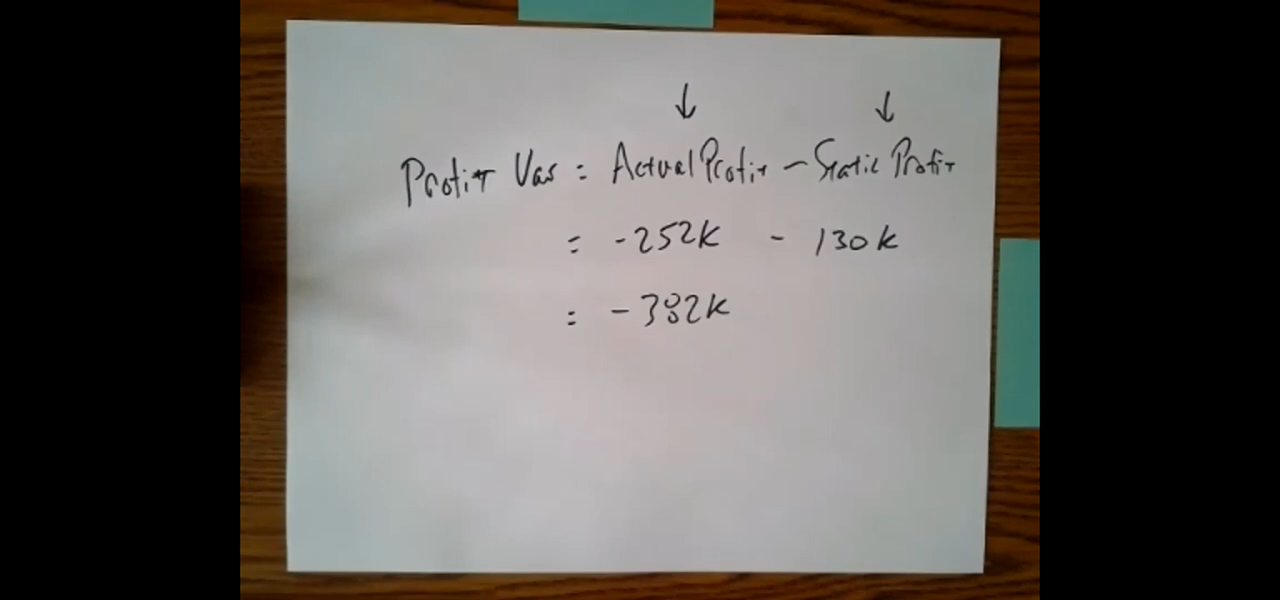 ↓ ↓
Profit Var = Actual Profit - Static Profit
= -252K - 130K
= -382K